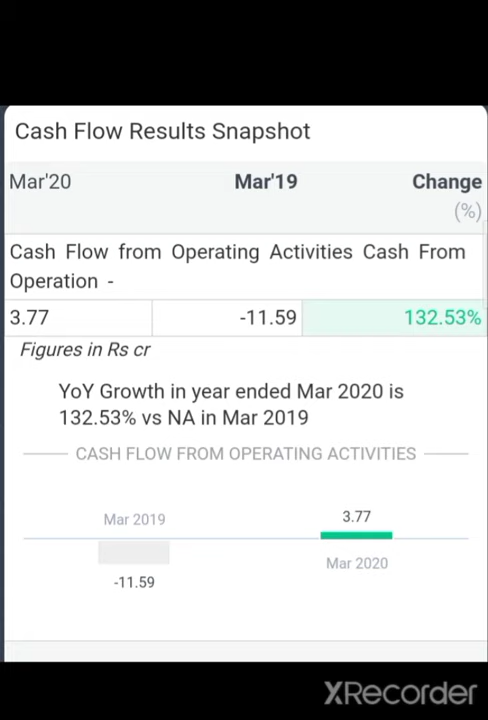 Cash Flow Results Snapshot
Mar'20 Mar'19 Change
(%)
Cash Flow from Operating Activities Cash From
Operation -
3.77 -11.59 132.53%
Figures in Rs cr
YoY Growth in year ended Mar 2020 is
132.53% vs NA in Mar 2019
CASH FLOW FROM OPERATING ACTIVITIES
Mar 2019 3.77
-11.59 Mar 2020
XRecorder